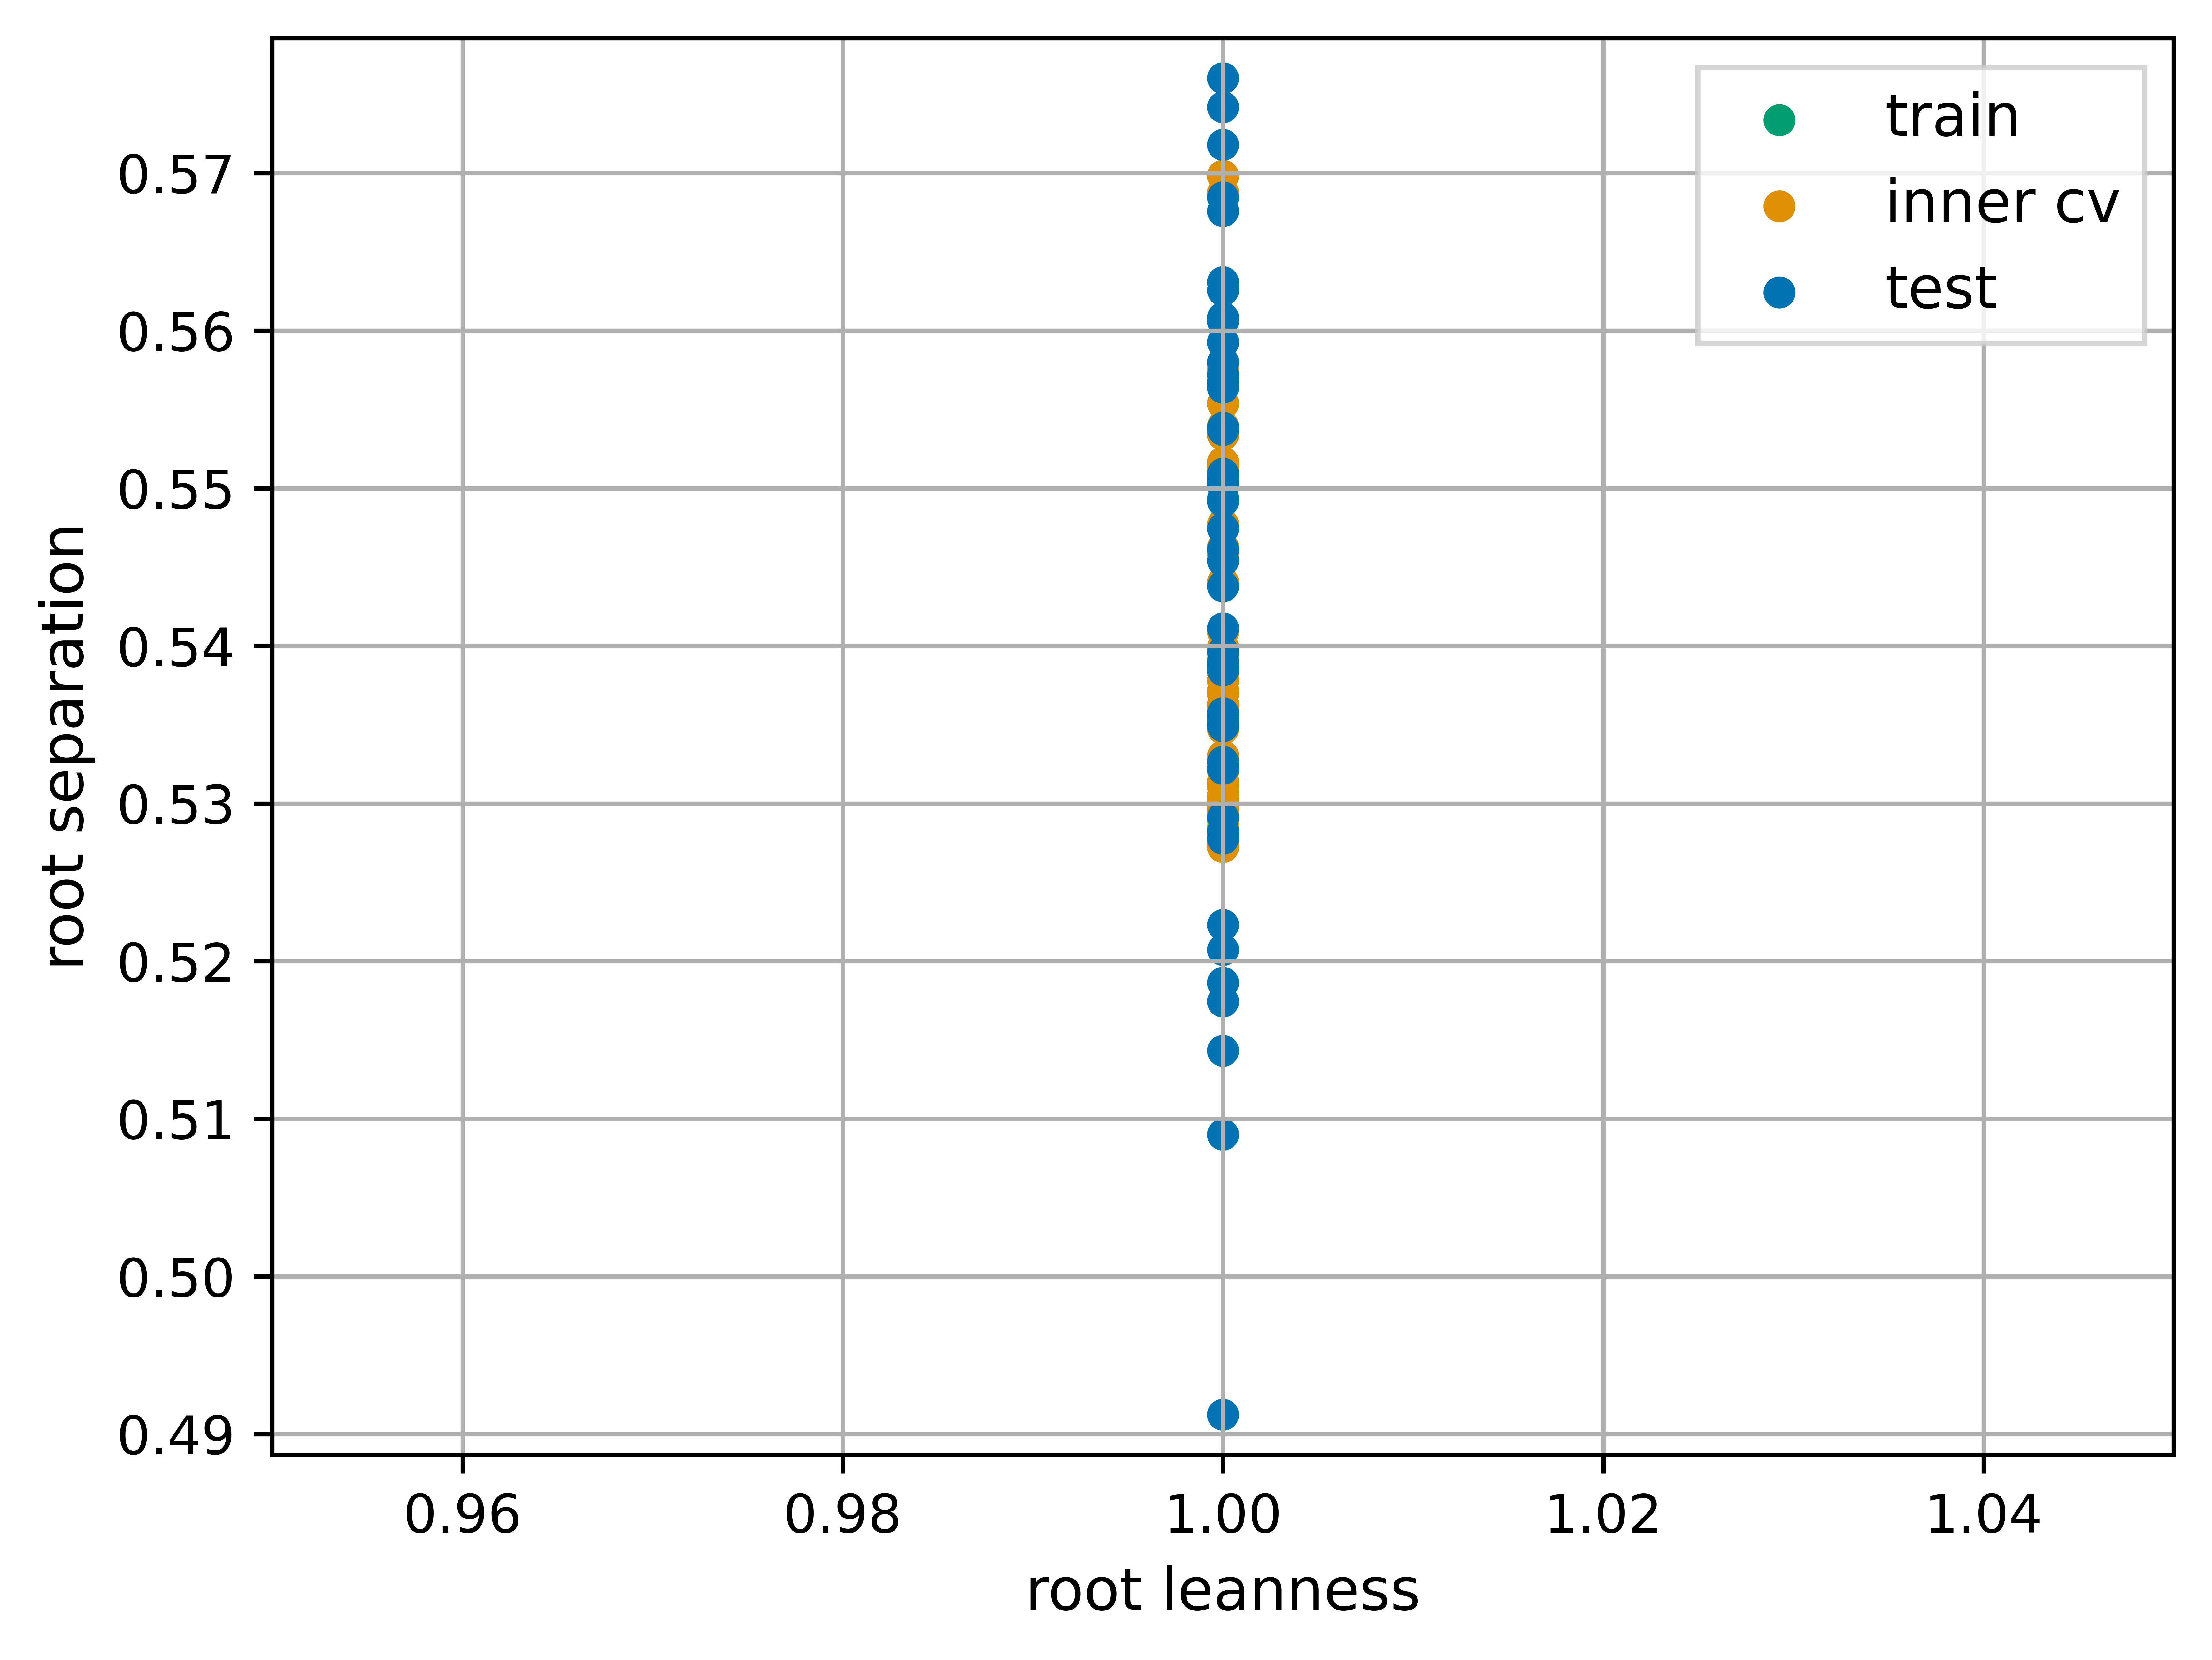 train
inner cv
test
0.57
0.56
0.55
0.54
0.53
0.52
0.51
0.50
0.49
root separation
0.96 0.98 1.00 1.02 1.04
root leanness